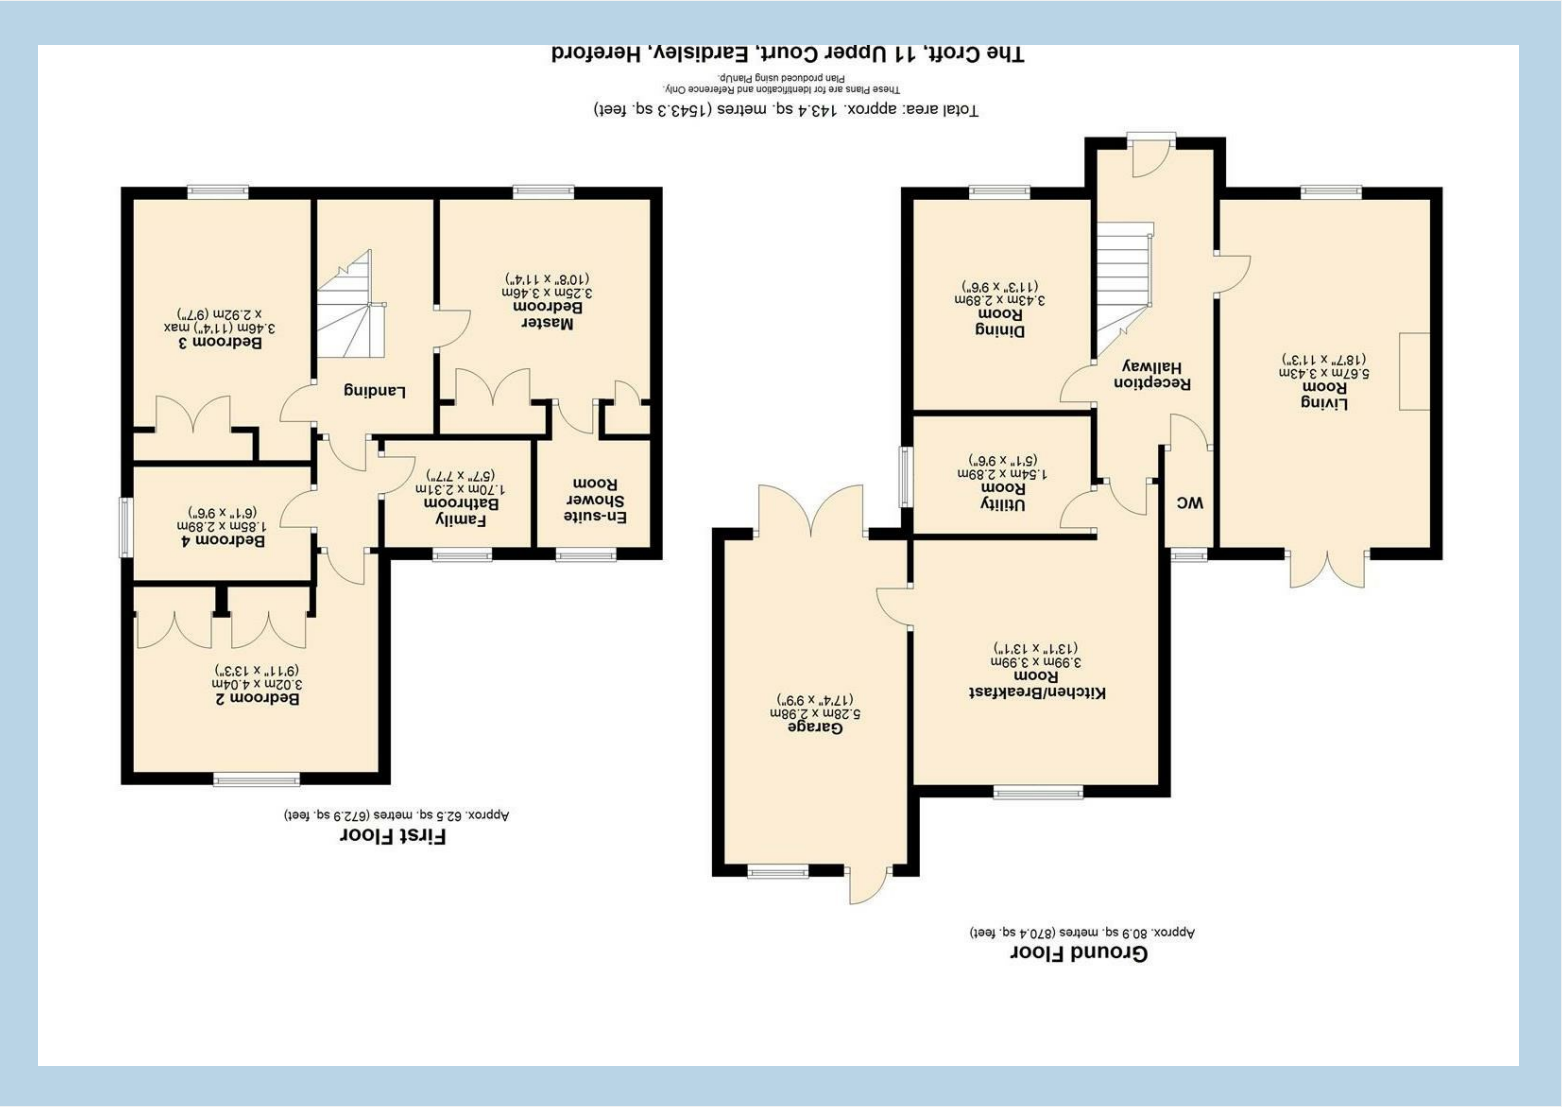 Ground Floor
Approx. 80.9 sq. metres (870.4 sq. feet)
Garage
5.28m x 2.98m
(17'4" x 9'9")
Kitchen/Breakfast
Room
3.99m x 3.99m
(13'1" x 13'1")
Utility
Room
1.54m x 2.89m
(5'1" x 9'6")
WC
Living
Room
5.67m x 3.43m
(18'7" x 11'3")
Reception
Hallway
Dining
Room
3.43m x 2.89m
(11'3" x 9'6")
First Floor
Approx. 62.5 sq. metres (672.9 sq. feet)
Bedroom 2
3.02m x 4.04m
(9'11" x 13'3")
Bedroom 4
1.85m x 2.89m
(6'1" x 9'6")
Family
Bathroom
1.70m x 2.31m
(5'7" x 7'7")
En-suite
Shower
Room
Landing
Bedroom 3
3.46m (11'4") max
x 2.92m (9'7")
Master
Bedroom
3.25m x 3.46m
(10'8" x 11'4")
Total area: approx. 143.4 sq. metres (1543.3 sq. feet)
These Plans are for Identification and Reference Only.
Plan produced using PlanUp.
The Croft, 11 Upper Court, Eardisley, Hereford